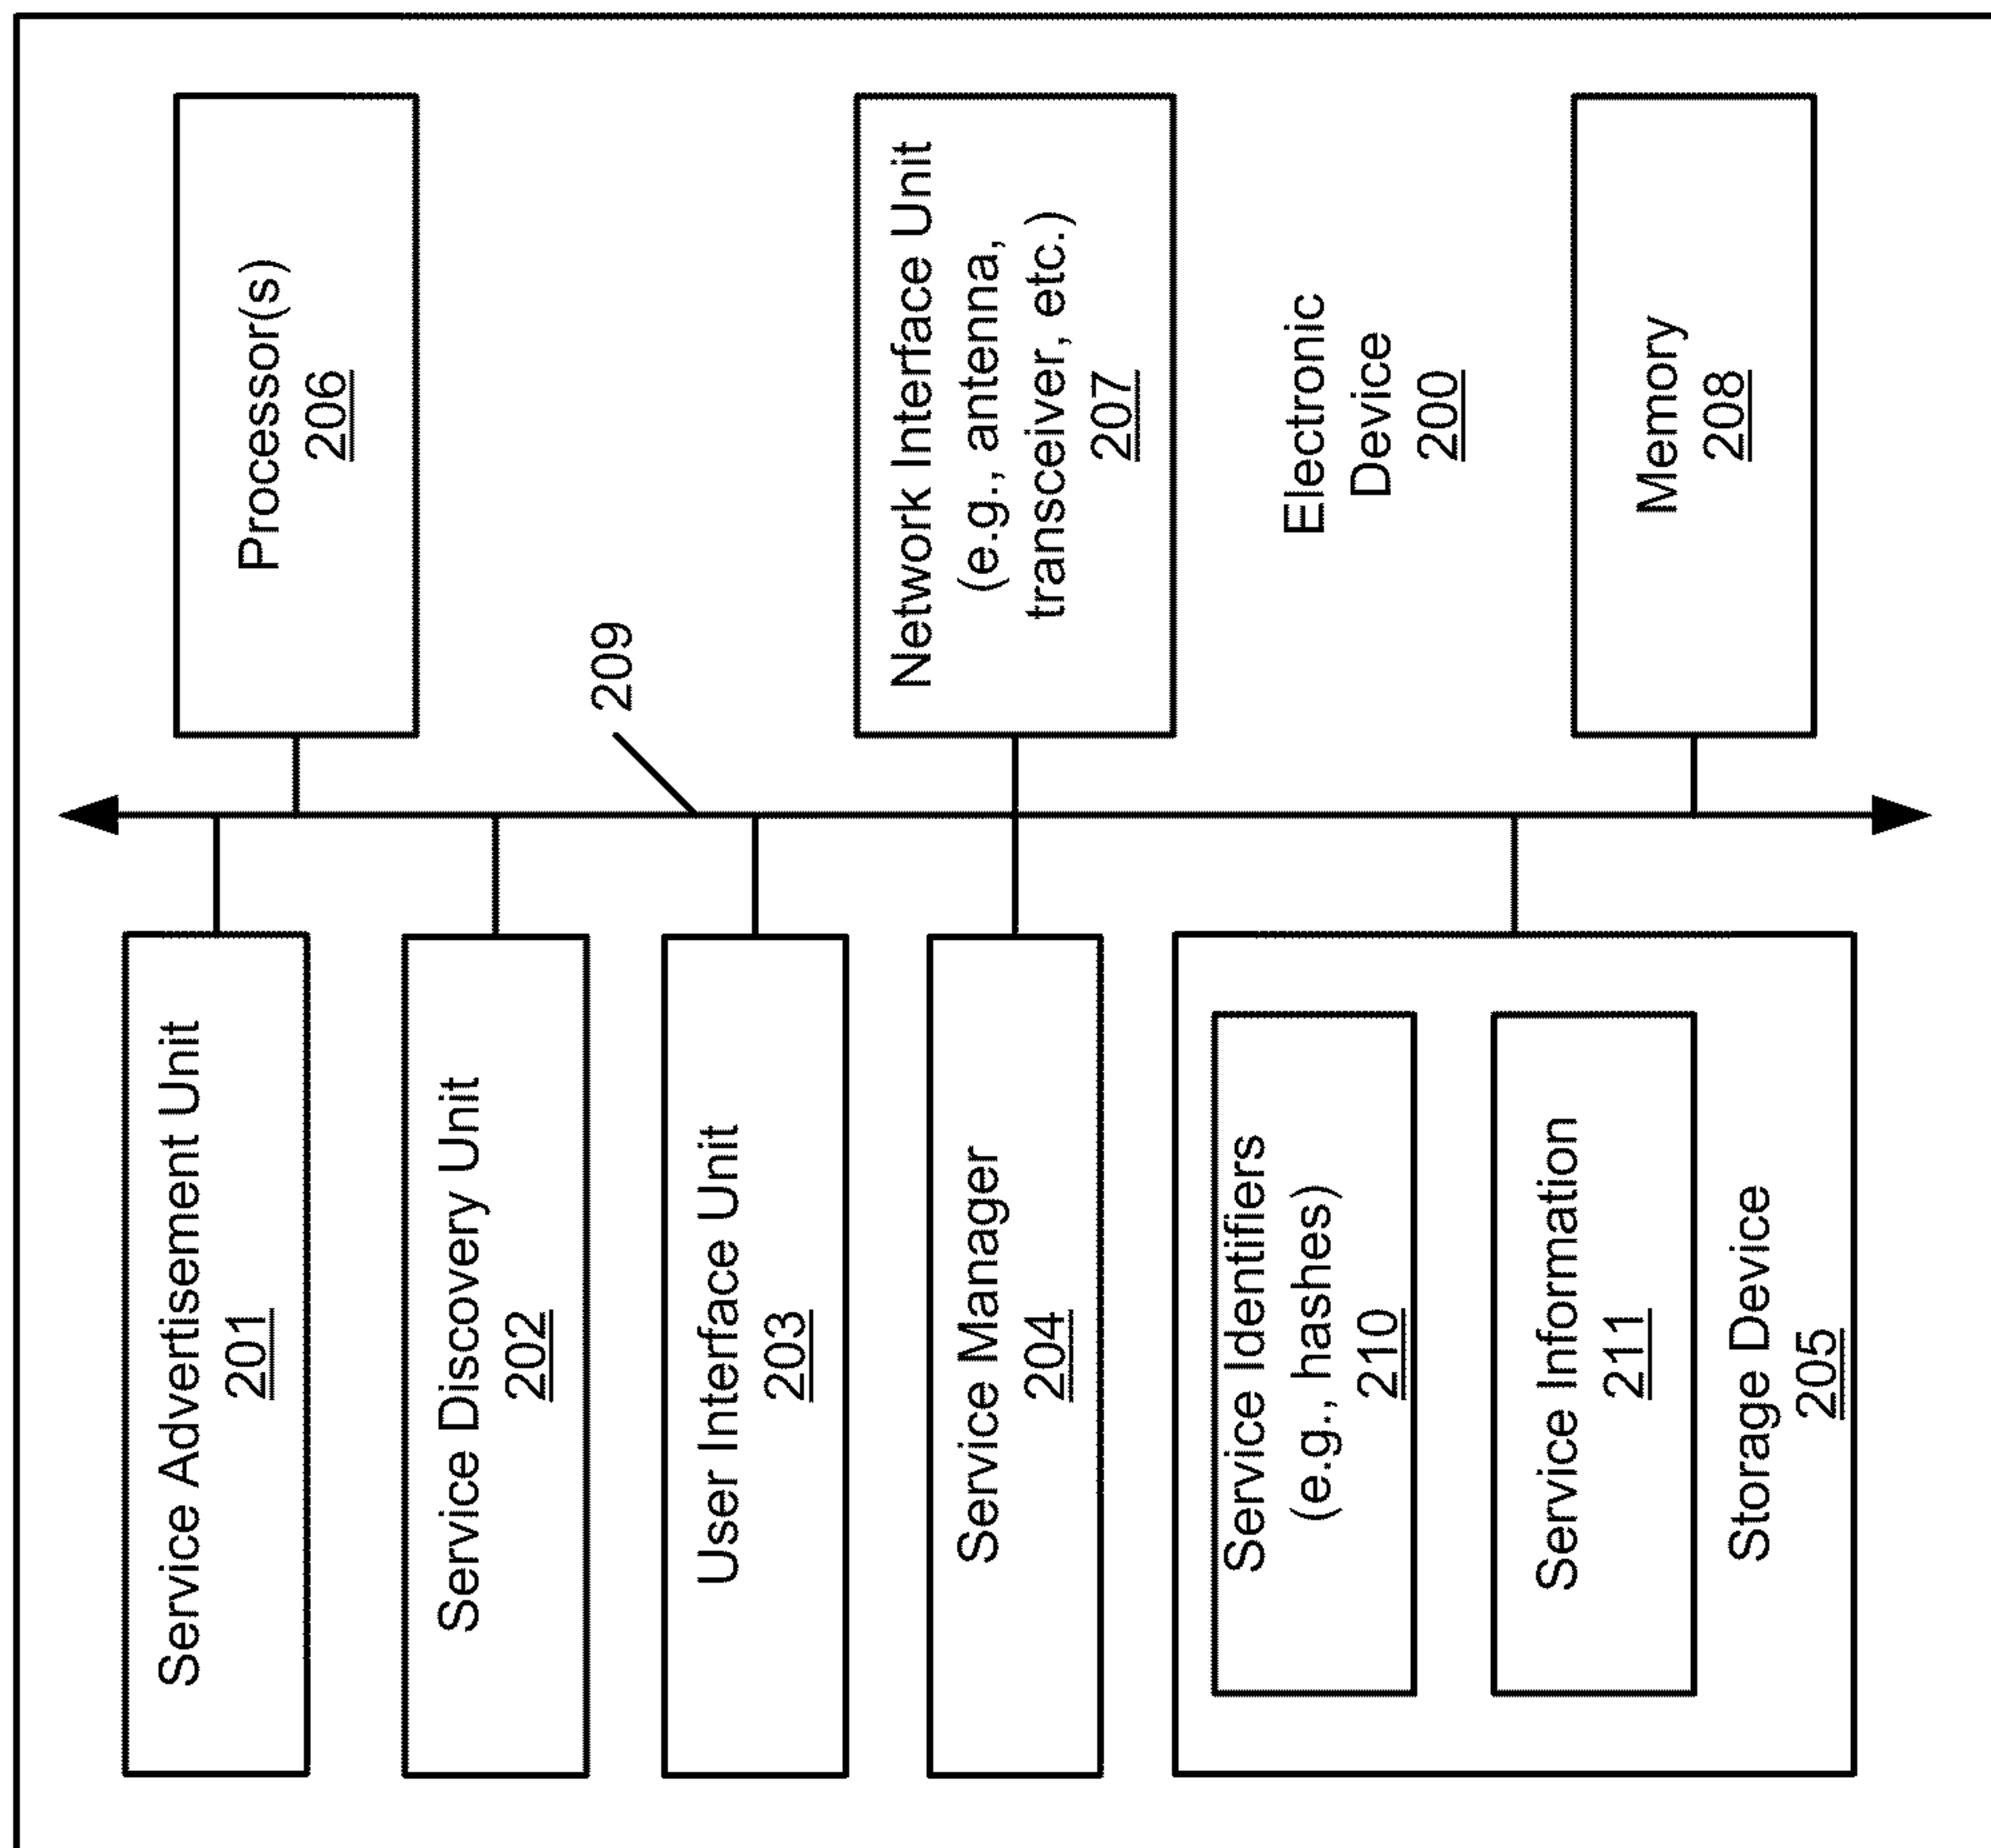 Service Advertisement Unit
201
Service Discovery Unit
202
User Interface Unit
203
Service Manager
204
Service Identifiers
(e.g., hashes)
210
Service Information
211
Storage Device
205
209
Processor(s)
206
Network Interface Unit
(e.g., antenna,
transceiver, etc.)
207
Electronic
Device
200
Memory
208